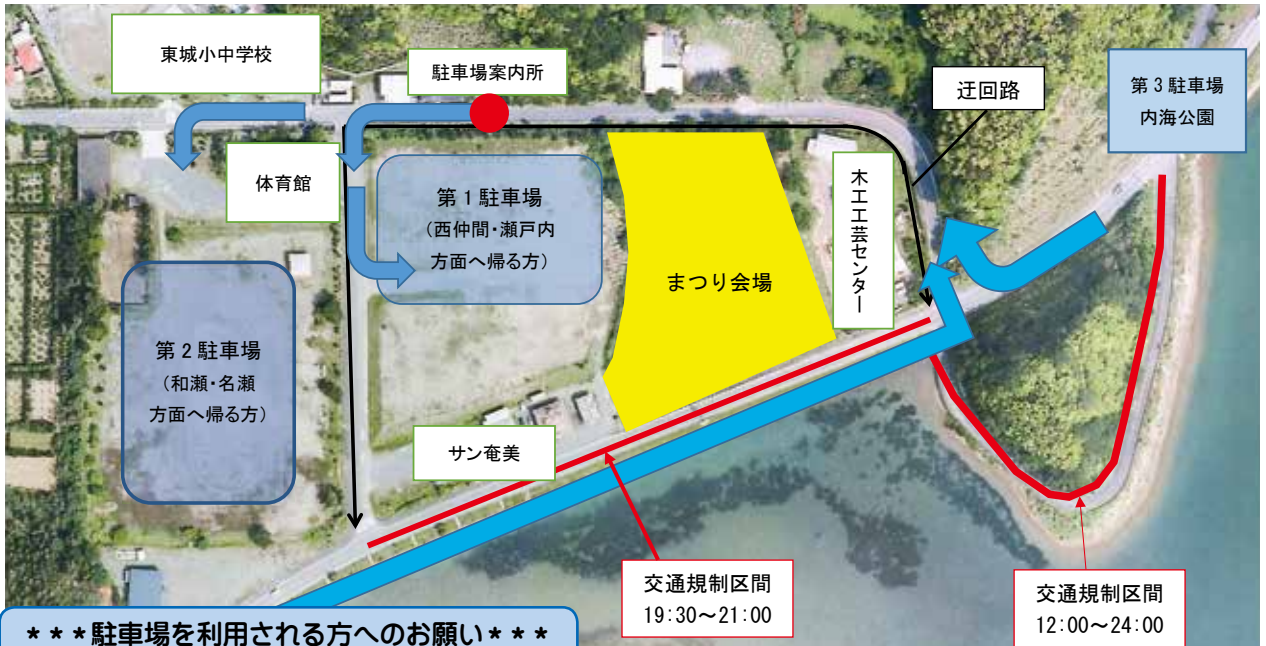 東城小中学校
駐車場案内所
迂回路
第3駐車場
内海公園
体育館
第1駐車場
(西仲間・瀬戸内
方面へ帰る方)
木工工芸センター
まつり会場
第2駐車場
(和瀬・名瀬
方面へ帰る方)
サン奄美
交通規制区間
19:30～21:00
交通規制区間
12:00～24:00
***駐車場を利用される方へのお願い***